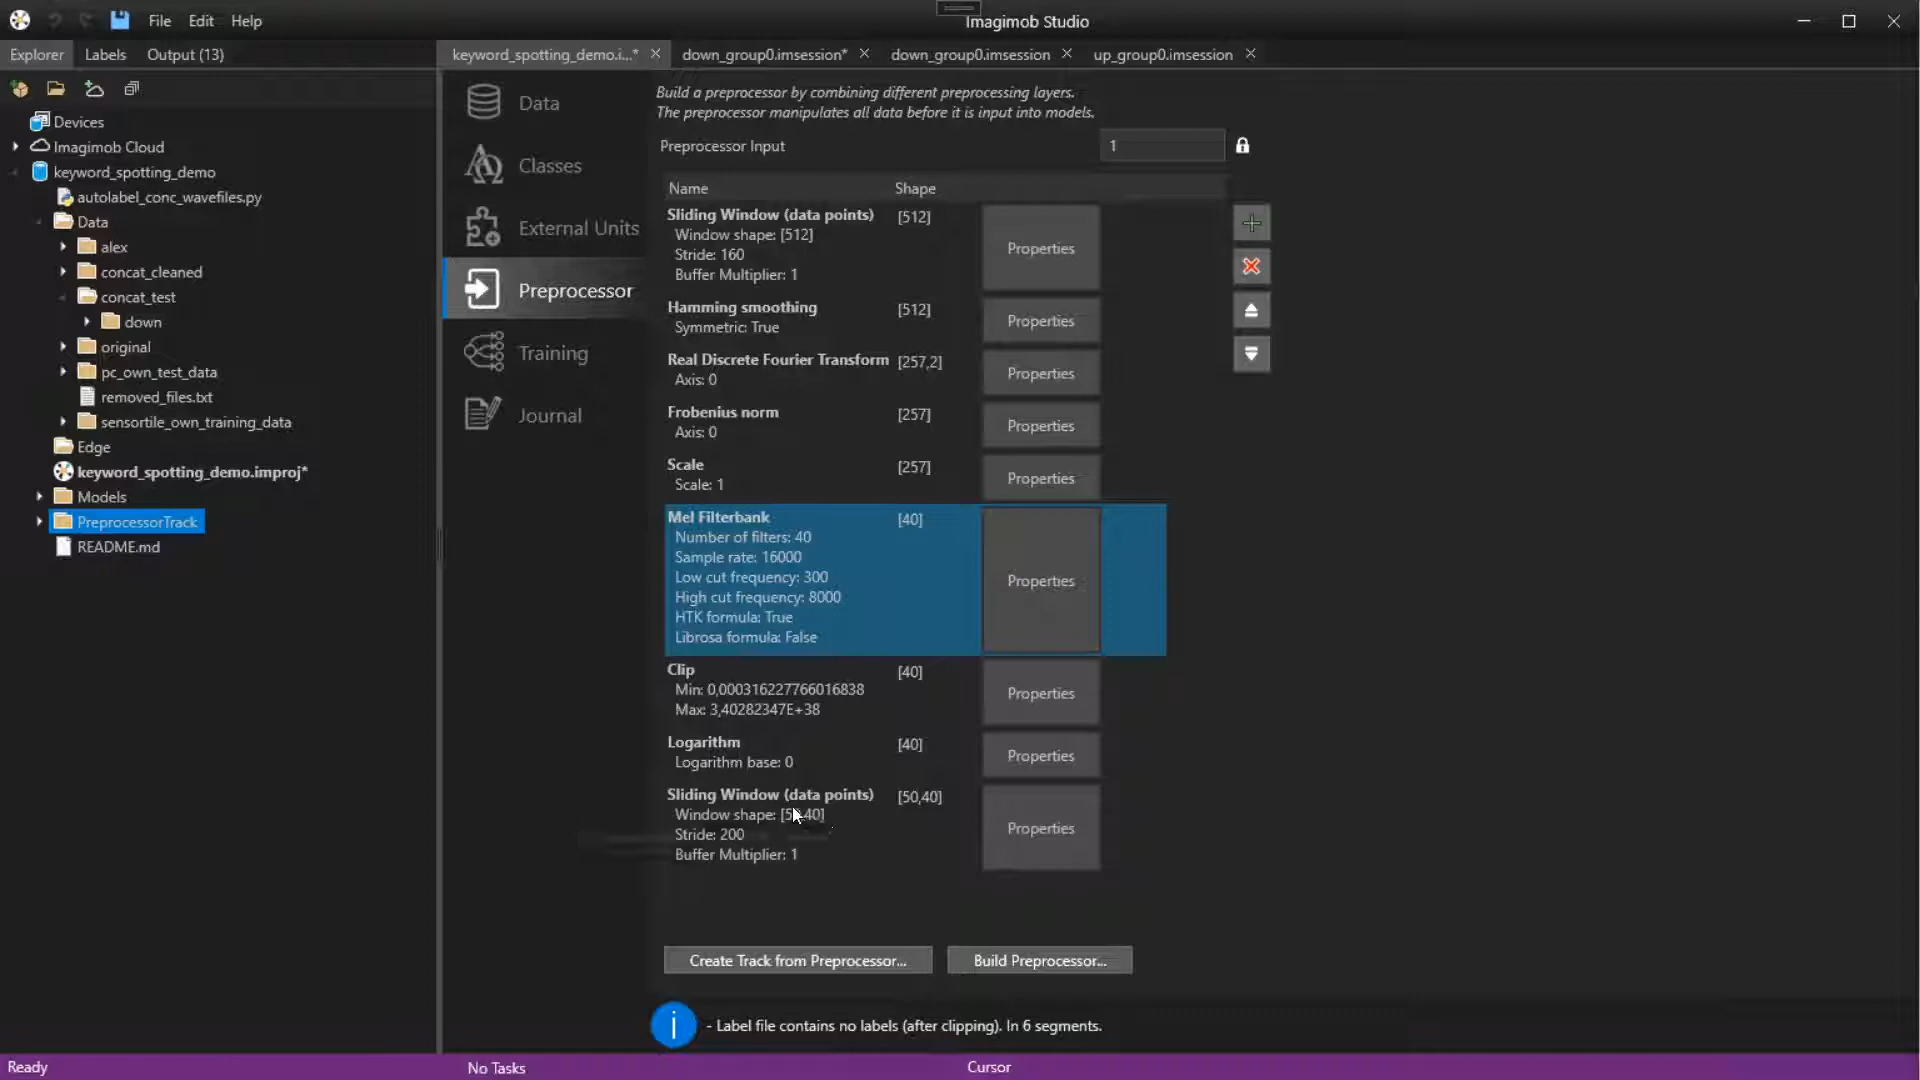 File Edit Help
Imagimob Studio
Explorer Labels Output (13)
keyword_spotting_demo.i...* down_group0.imsession* down_group0.imsession up_group0.imsession
Devices
Imagimob Cloud
keyword_spotting_demo
autolabel_conc_wavefiles.py
Data
alex
concat_cleaned
concat_test
down
original
pc_own_test_data
removed_files.txt
sensortile_own_training_data
Edge
keyword_spotting_demo.improj*
Models
PreprocessorTrack
README.md
Data
Classes
External Units
Preprocessor
Training
Journal
Build a preprocessor by combining different preprocessing layers.
The preprocessor manipulates all data before it is input into models.
Preprocessor Input 1
Name Shape
Sliding Window (data points) [512]
Window shape: [512]
Stride: 160
Buffer Multiplier: 1
Properties
Hamming smoothing [512]
Symmetric: True
Properties
Real Discrete Fourier Transform [257,2]
Axis: 0
Properties
Frobenius norm [257]
Axis: 0
Properties
Scale [257]
Scale: 1
Properties
Mel Filterbank [40]
Number of filters: 40
Sample rate: 16000
Low cut frequency: 300
High cut frequency: 8000
HTK formula: True
Librosa formula: False
Properties
Clip [40]
Min: 0,000316227766016838
Max: 3,40282347E+38
Properties
Logarithm [40]
Logarithm base: 0
Properties
Sliding Window (data points) [50,40]
Window shape:
Stride: 200
Buffer Multiplier: 1
Properties
Create Track from Preprocessor... Build Preprocessor...
- Label file contains no labels (after clipping). In 6 segments.
Ready No Tasks Cursor